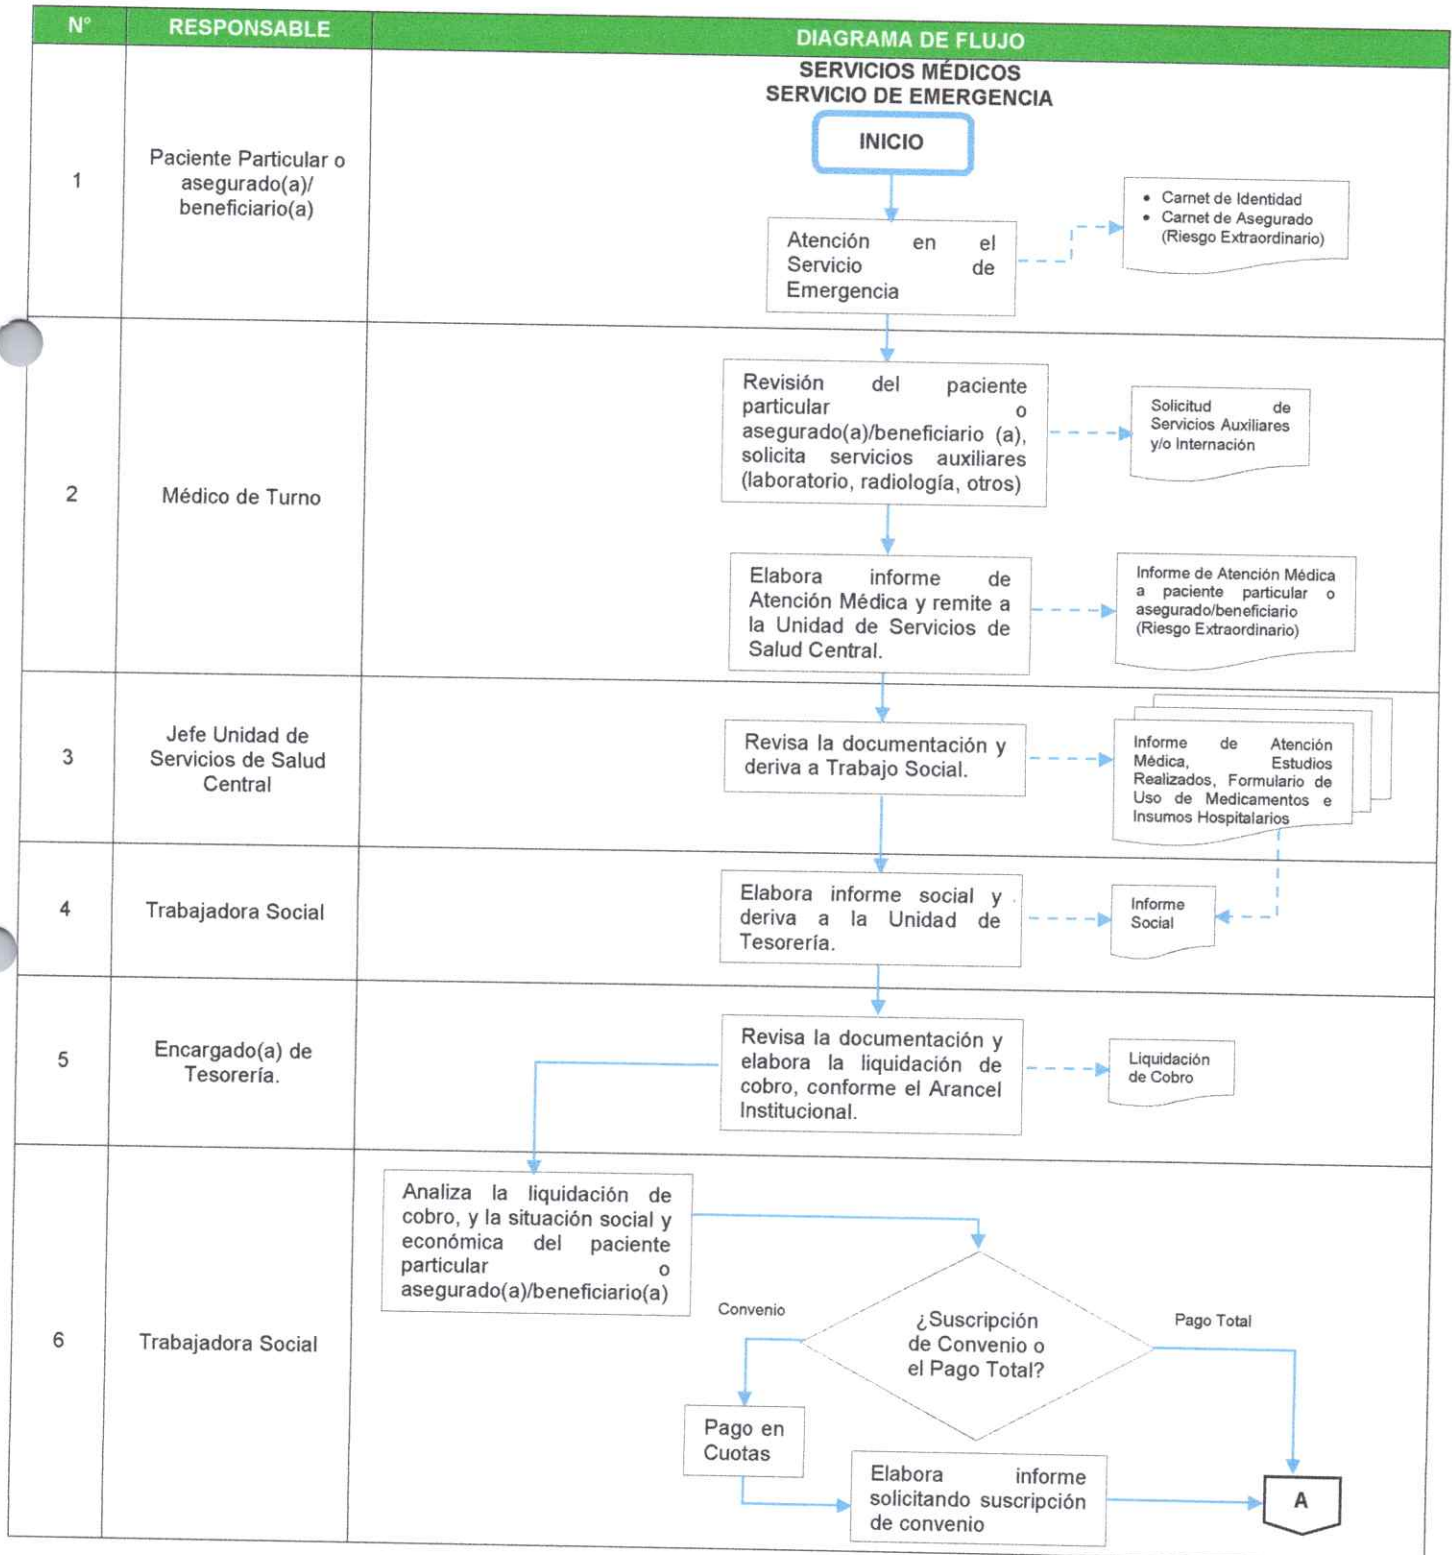 N° RESPONSABLE DIAGRAMA DE FLUJO
SERVICIOS MÉDICOS
SERVICIO DE EMERGENCIA
INICIO
1
Paciente Particular o
asegurado(a)/
beneficiario(a)
Atención en el
Servicio de
Emergencia
• Carnet de Identidad
• Carnet de Asegurado
(Riesgo Extraordinario)
2
Médico de Turno
Revisión del paciente
particular o
asegurado(a)/beneficiario (a),
solicita servicios auxiliares
(laboratorio, radiología, otros)
Solicitud de
Servicios Auxiliares
y/o Internación
Elabora informe de
Atención Médica y remite a
la Unidad de Servicios de
Salud Central.
Informe de Atención Médica
a paciente particular o
asegurado/beneficiario
(Riesgo Extraordinario)
3
Jefe Unidad de
Servicios de Salud
Central
Revisa la documentación y
deriva a Trabajo Social.
Informe de Atención
Médica, Estudios
Realizados, Formulario de
Uso de Medicamentos e
Insumos Hospitalarios
4
Trabajadora Social
Elabora informe social y
deriva a la Unidad de
Tesorería.
Informe
Social
5
Encargado(a) de
Tesorería.
Revisa la documentación y
elabora la liquidación de
cobro, conforme el Arancel
Institucional.
Liquidación
de Cobro
6
Trabajadora Social
Analiza la liquidación de
cobro, y la situación social y
económica del paciente
particular o
asegurado(a)/beneficiario(a)
¿Suscripción
de Convenio o
el Pago Total?
Convenio
Pago Total
Pago en
Cuotas
Elabora informe
solicitando suscripción
de convenio
A